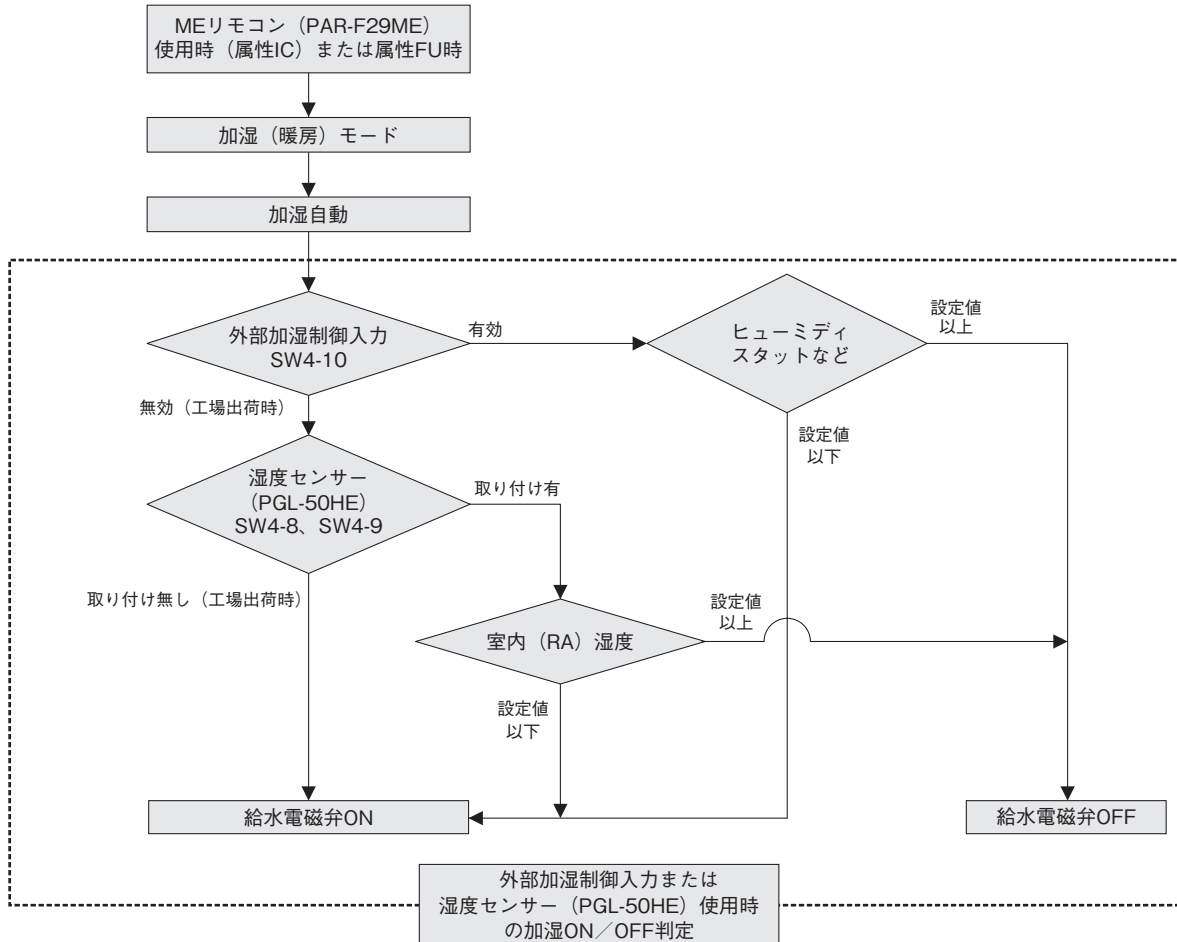 MEリモコン（PAR-F29ME）
使用時（属性IC）または属性FU時
加湿（暖房）モード
加湿自動
外部加湿制御入力
SW4-10
有効
ヒューミディ
スタットなど
設定値
以上
無効（工場出荷時）
設定値
以下
湿度センサー
(PGL-50HE)
SW4-8、SW4-9
取り付け有
取り付け無し（工場出荷時）
室内（RA）湿度
設定値
以上
設定値
以下
給水電磁弁ON
給水電磁弁OFF
外部加湿制御入力または
湿度センサー（PGL-50HE）使用時
の加湿ON／OFF判定